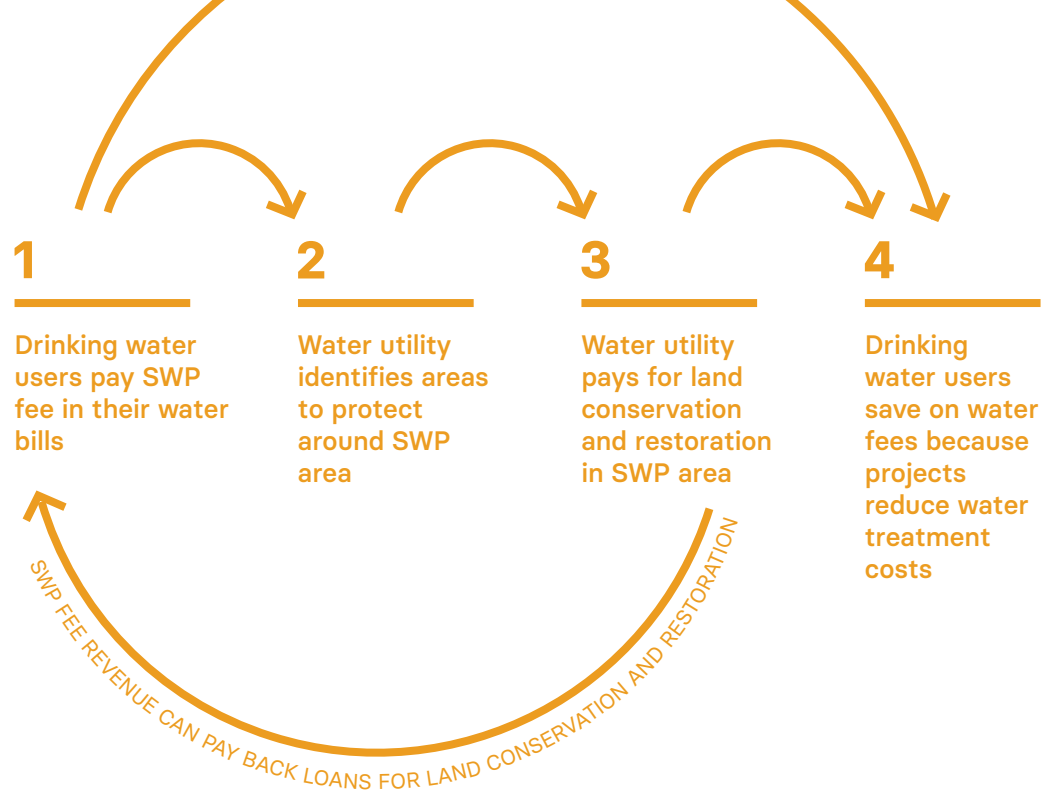 1
Drinking water
users pay SWP
fee in their water
bills
2
Water utility
identifies areas
to protect
around SWP
area
3
Water utility
pays for land
conservation
and restoration
in SWP area
4
Drinking
water users
save on water
fees because
projects
reduce water
treatment
costs
SWP FEE REVENUE CAN PAY BACK LOANS FOR LAND CONSERVATION AND RESTORATION